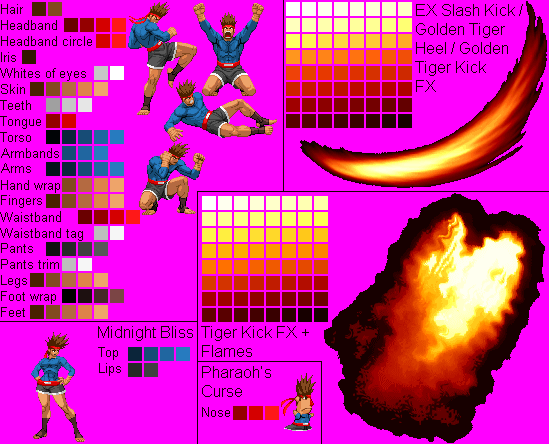 Hair
Headband
Headband circle
Iris
Whites of eyes
Skin
Teeth
Tongue
Torso
Armbands
Arms
Hand wrap
Fingers
Waistband
Waistband tag
Pants
Pants trim
Legs
Foot wrap
Feet
EX Slash Kick /
Golden Tiger
Heel / Golden
Tiger Kick
FX
Midnight Bliss
Top
Lips
Tiger Kick FX +
Flames
Pharaoh's
Curse
Nose